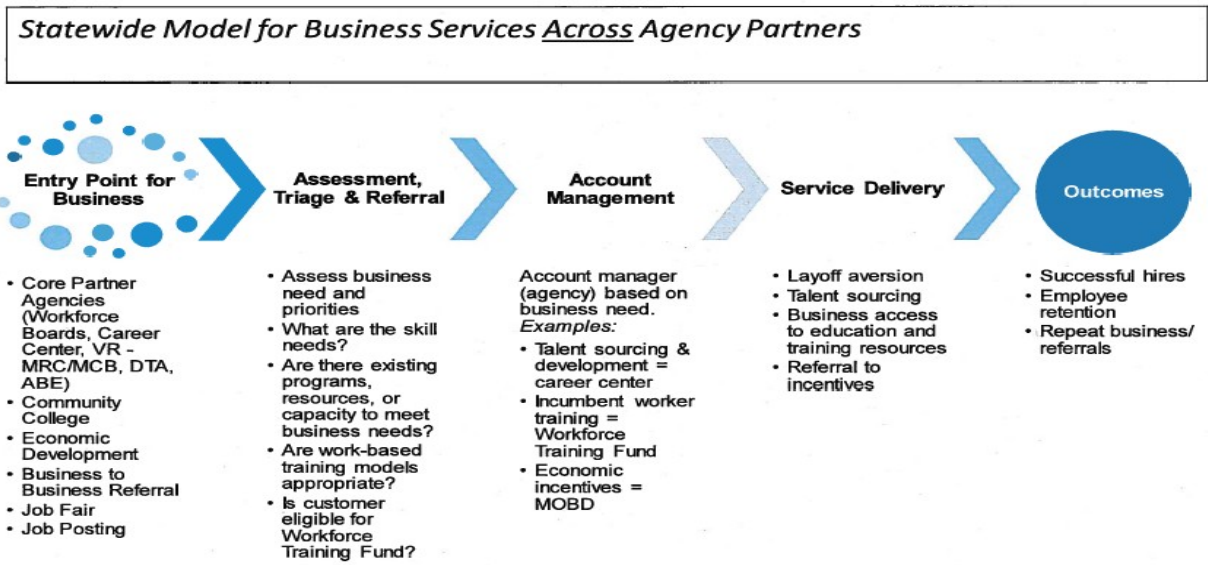 Statewide Model for Business Services Across Agency Partners
Entry Point for
Business
• Core Partner
Agencies
(Workforce
Boards, Career
Center, VR -
MRC/MCB, DTA,
ABE)
• Community
College
• Economic
Development
• Business to
Business Referral
• Job Fair
• Job Posting
Assessment,
Triage & Referral
• Assess business
need and
priorities
• What are the skill
needs?
• Are there existing
programs,
resources, or
capacity to meet
business needs?
• Are work-based
training models
appropriate?
• Is customer
eligible for
Workforce
Training Fund?
Account
Management
Account manager
(agency) based on
business need.
Examples:
• Talent sourcing &
development =
career center
• Incumbent worker
training =
Workforce
Training Fund
• Economic
incentives =
MOBD
Service Delivery
• Layoff aversion
• Talent sourcing
• Business access
to education and
training resources
• Referral to
incentives
Outcomes
• Successful hires
• Employee
retention
• Repeat business/
referrals